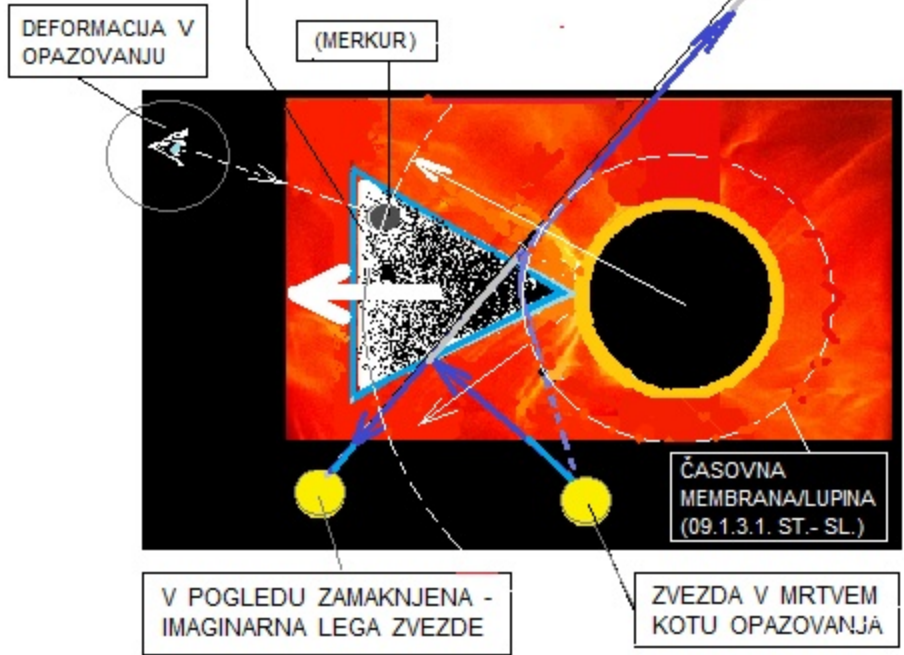 DEFORMACIJA V
OPAZOVANJU
(MERKUR)
ČASOVNA
MEMBRANA/LUPINA
(09.1.3.1. ST.- SL.)
V POGLEDU ZAMAKNJENA -
IMAGINARNA LEGA ZVEZDE
ZVEZDA V MRTVEM
KOTU OPAZOVANJA